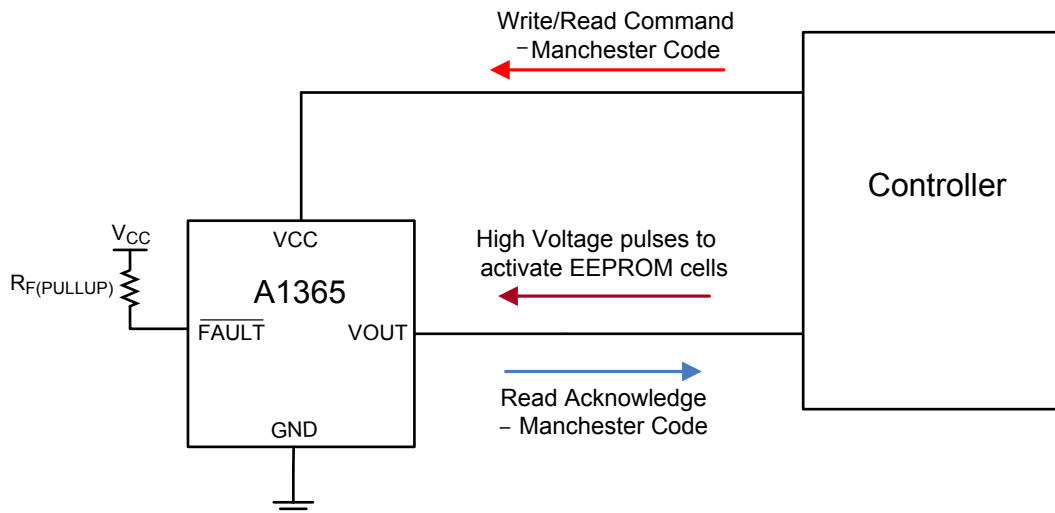 Write/Read Command
– Manchester Code
Controller
VCC
VCC
High Voltage pulses to
activate EEPROM cells
RF(PULLUP)
A1365
FAULT
VOUT
Read Acknowledge
– Manchester Code
GND